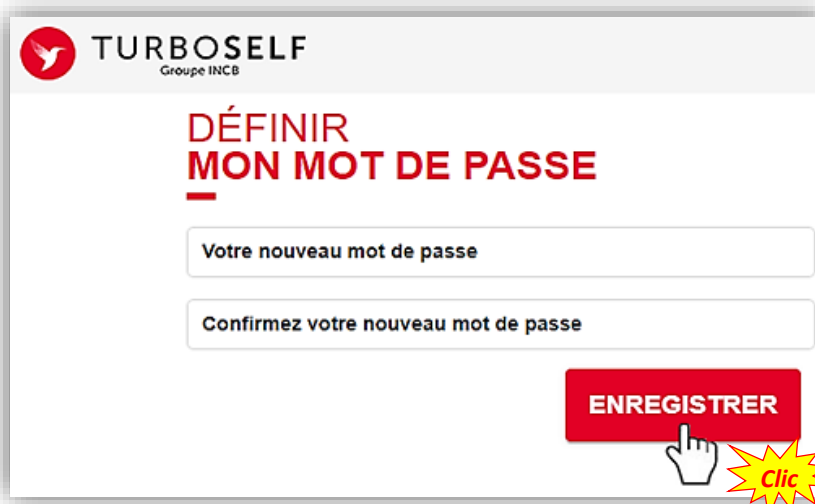 TURBOSELF
Groupe INCB
DÉFINIR
MON MOT DE PASSE
Votre nouveau mot de passe
Confirmez votre nouveau mot de passe
ENREGISTRER
Clic